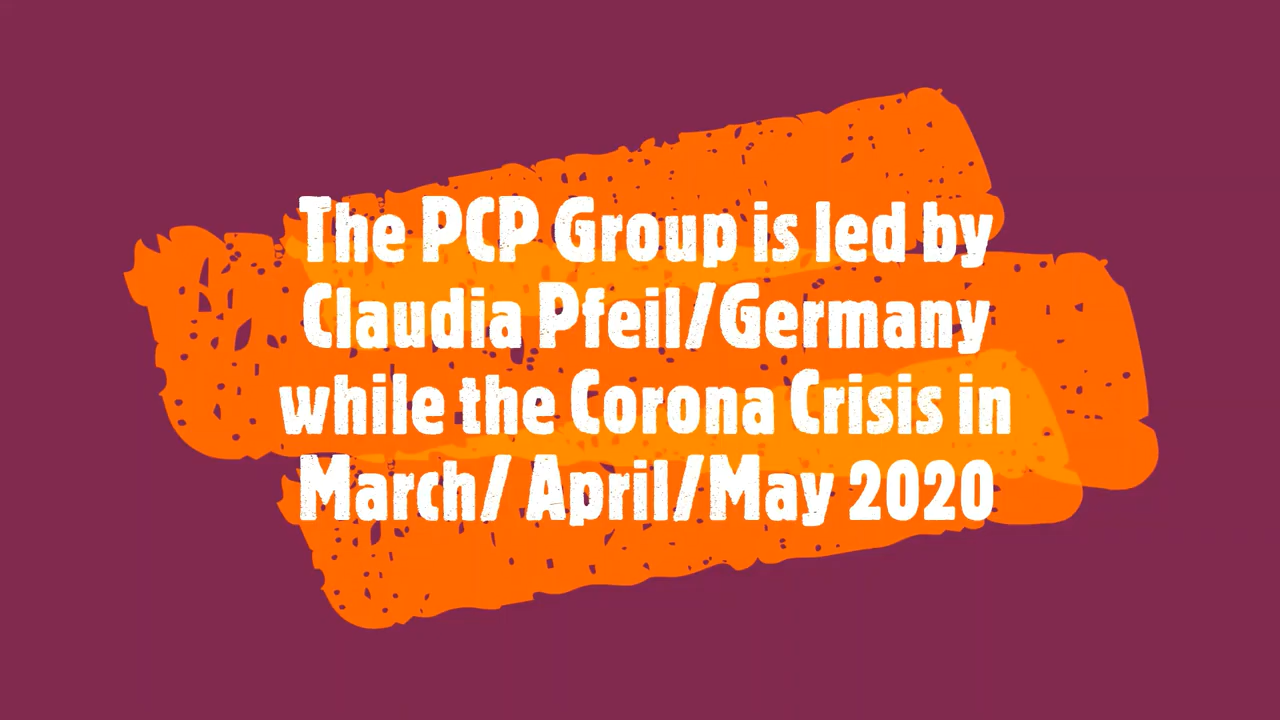 The PCP Group is led by
Claudia Pfeil/Germany
while the Corona Crisis in
March/ April/May 2020